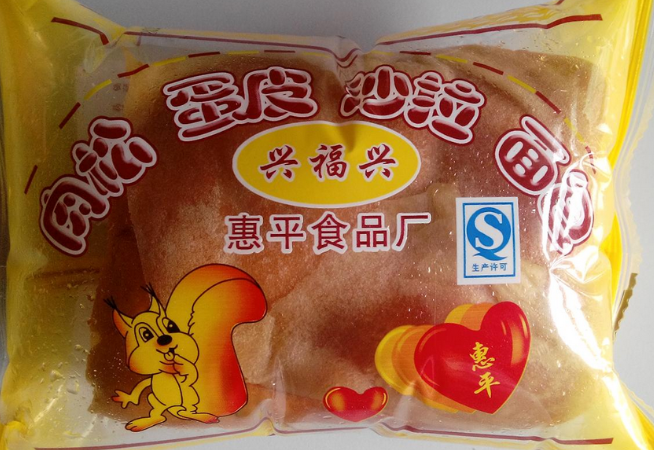 肉松 蛋皮 沙拉 面包
兴福兴
惠平食品厂
生产许可
惠平